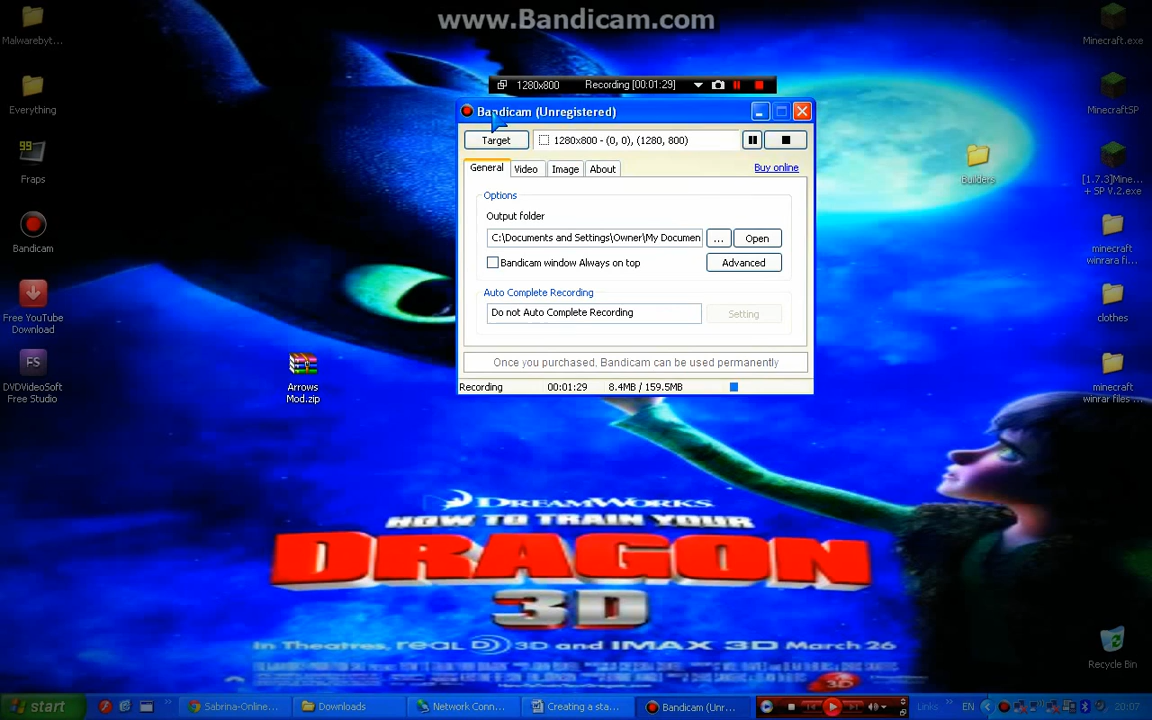 www.Bandicam.com
Malwarebyt...
Everything
Fraps
99
Bandicam
Free YouTube
Download
FS
DVDVideoSoft
Free Studio
Arrows
Mod.zip
1280x800
Recording [00:01:29]
Bandicam (Unregistered)
Target
1280x800 - (0, 0), (1280, 800)
General
Video
Image
About
Buy online
Options
Output folder
C:\Documents and Settings\Owner\My Documen
...
Open
Bandicam window Always on top
Advanced
Auto Complete Recording
Do not Auto Complete Recording
Setting
Once you purchased, Bandicam can be used permanently
Recording
00:01:29
8.4MB / 159.5MB
Builders
Minecraft.exe
MinecraftSP
[1.7.3]Mine...
+ SP V.2.exe
minecraft
winrara fi...
clothes
minecraft
winrar files ...
Recycle Bin
DREAMWORKS
HOW TO TRAIN YOUR
DRAGON
3D
In Theatres, REAL D 3D and IMAX 3D March 26
3D
start
Sabrina-Online...
Downloads
Network Conn...
Creating a sta...
Bandicam (Unr...
Links
EN
20:07